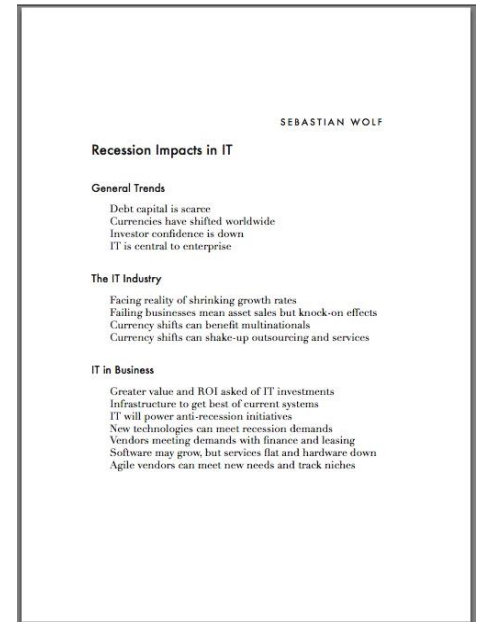 SEBASTIAN WOLF
Recession Impacts in IT
General Trends
Debt capital is scarce
Currencies have shifted worldwide
Investor confidence is down
IT is central to enterprise
The IT Industry
Facing reality of shrinking growth rates
Failing businesses mean asset sales but knock-on effects
Currency shifts can benefit multinationals
Currency shifts can shake-up outsourcing and services
IT in Business
Greater value and ROI asked of IT investments
Infrastructure to get best of current systems
IT will power anti-recession initiatives
New technologies can meet recession demands
Vendors meeting demands with finance and leasing
Software may grow, but services flat and hardware down
Agile vendors can meet new needs and track niches